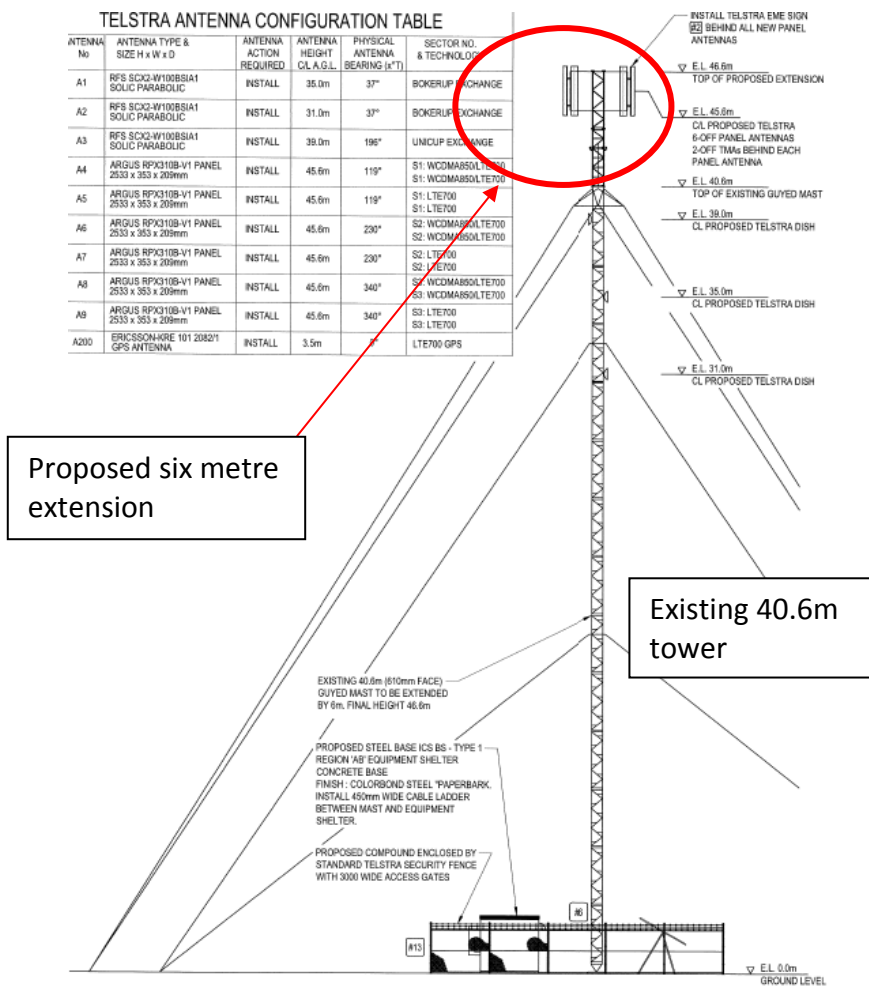 TELSTRA ANTENNA CONFIGURATION TABLE
ANTENNA No | ANTENNA TYPE & SIZE H x W x D | ANTENNA ACTION REQUIRED | ANTENNA HEIGHT C/L A.G.L. | PHYSICAL ANTENNA BEARING (x°T) | SECTOR NO. & TECHNOLOGY
A1 | RFS SCX2-W100BSIA1 SOLIC PARABOLIC | INSTALL | 35.0m | 37° | BOKERUP EXCHANGE
A2 | RFS SCX2-W100BSIA1 SOLIC PARABOLIC | INSTALL | 31.0m | 37° | BOKERUP EXCHANGE
A3 | RFS SCX2-W100BSIA1 SOLIC PARABOLIC | INSTALL | 39.0m | 196° | UNICUP EXCHANGE
A4 | ARGUS RPX310B-V1 PANEL 2533 x 353 x 209mm | INSTALL | 45.6m | 119° | S1: WCDMA850/LTE700 S1: WCDMA850/LTE700
A5 | ARGUS RPX310B-V1 PANEL 2533 x 353 x 209mm | INSTALL | 45.6m | 119° | S1: LTE700 S1: LTE700
A6 | ARGUS RPX310B-V1 PANEL 2533 x 353 x 209mm | INSTALL | 45.6m | 230° | S2: WCDMA850/LTE700 S2: WCDMA850/LTE700
A7 | ARGUS RPX310B-V1 PANEL 2533 x 353 x 209mm | INSTALL | 45.6m | 230° | S2: LTE700 S2: LTE700
A8 | ARGUS RPX310B-V1 PANEL 2533 x 353 x 209mm | INSTALL | 45.6m | 340° | S3: WCDMA850/LTE700 S3: WCDMA850/LTE700
A9 | ARGUS RPX310B-V1 PANEL 2533 x 353 x 209mm | INSTALL | 45.6m | 340° | S3: LTE700 S3: LTE700
A200 | ERICSSON-KRE 101 2082/1 GPS ANTENNA | INSTALL | 3.5m | | LTE700 GPS
INSTALL TELSTRA EME SIGN
#2 BEHIND ALL NEW PANEL
ANTENNAS
E.L. 46.6m
TOP OF PROPOSED EXTENSION
E.L. 45.6m
C/L PROPOSED TELSTRA
6-OFF PANEL ANTENNAS
2-OFF TMAs BEHIND EACH
PANEL ANTENNA
E.L. 40.6m
TOP OF EXISTING GUYED MAST
E.L. 39.0m
CL PROPOSED TELSTRA DISH
E.L. 35.0m
CL PROPOSED TELSTRA DISH
E.L. 31.0m
CL PROPOSED TELSTRA DISH
Proposed six metre
extension
Existing 40.6m
tower
EXISTING 40.6m (610mm FACE)
GUYED MAST TO BE EXTENDED
BY 6m. FINAL HEIGHT 46.6m
PROPOSED STEEL BASE ICS BS - TYPE 1
REGION 'AB' EQUIPMENT SHELTER
CONCRETE BASE
FINISH : COLORBOND STEEL "PAPERBARK.
INSTALL 450mm WIDE CABLE LADDER
BETWEEN MAST AND EQUIPMENT
SHELTER.
PROPOSED COMPOUND ENCLOSED BY
STANDARD TELSTRA SECURITY FENCE
WITH 3000 WIDE ACCESS GATES
#6
#13
E.L. 0.0m
GROUND LEVEL